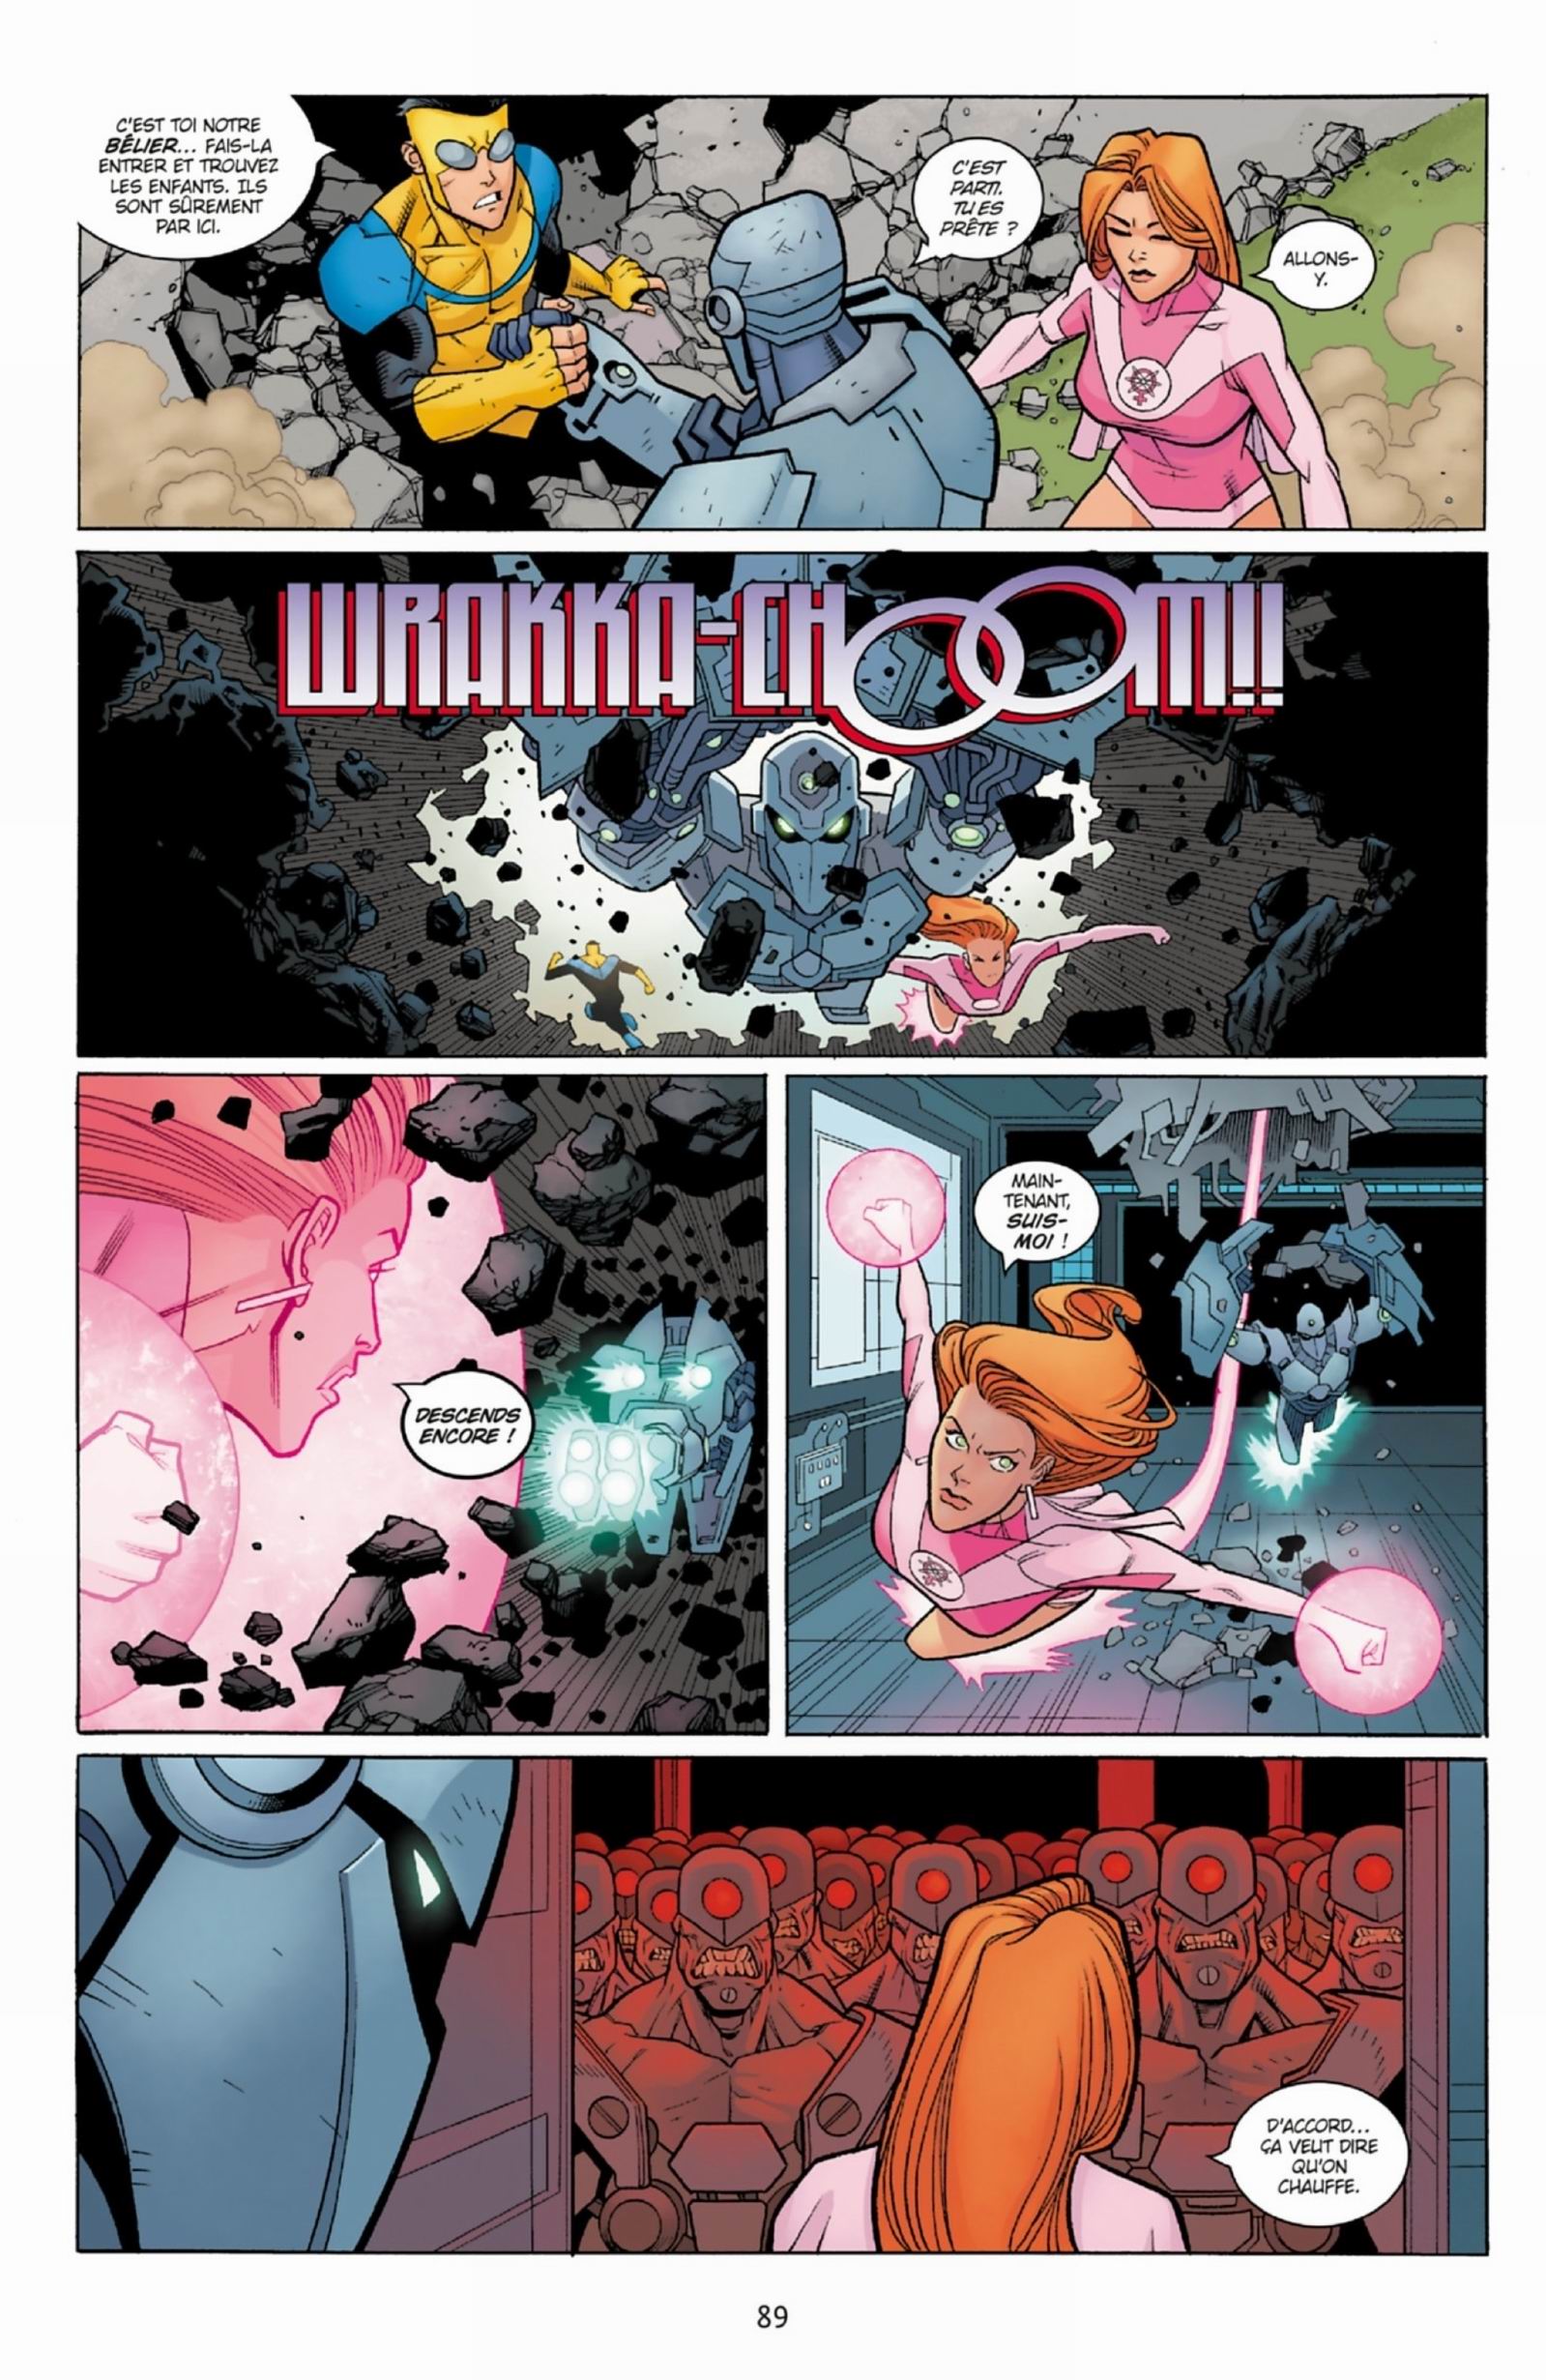 C'EST TOI NOTRE
BÉLIER... FAIS-LA
ENTRER ET TROUVEZ
LES ENFANTS. ILS
SONT SÛREMENT
PAR ICI.
C'EST
PARTI.
TU ES
PRÊTE ?
ALLONS-
Y.
WRAKKA-CHOOM!!
DESCENDS
ENCORE !
MAIN-
TENANT,
SUIS-
MOI !
D'ACCORD...
ÇA VEUT DIRE
QU'ON
CHAUFFE.
89